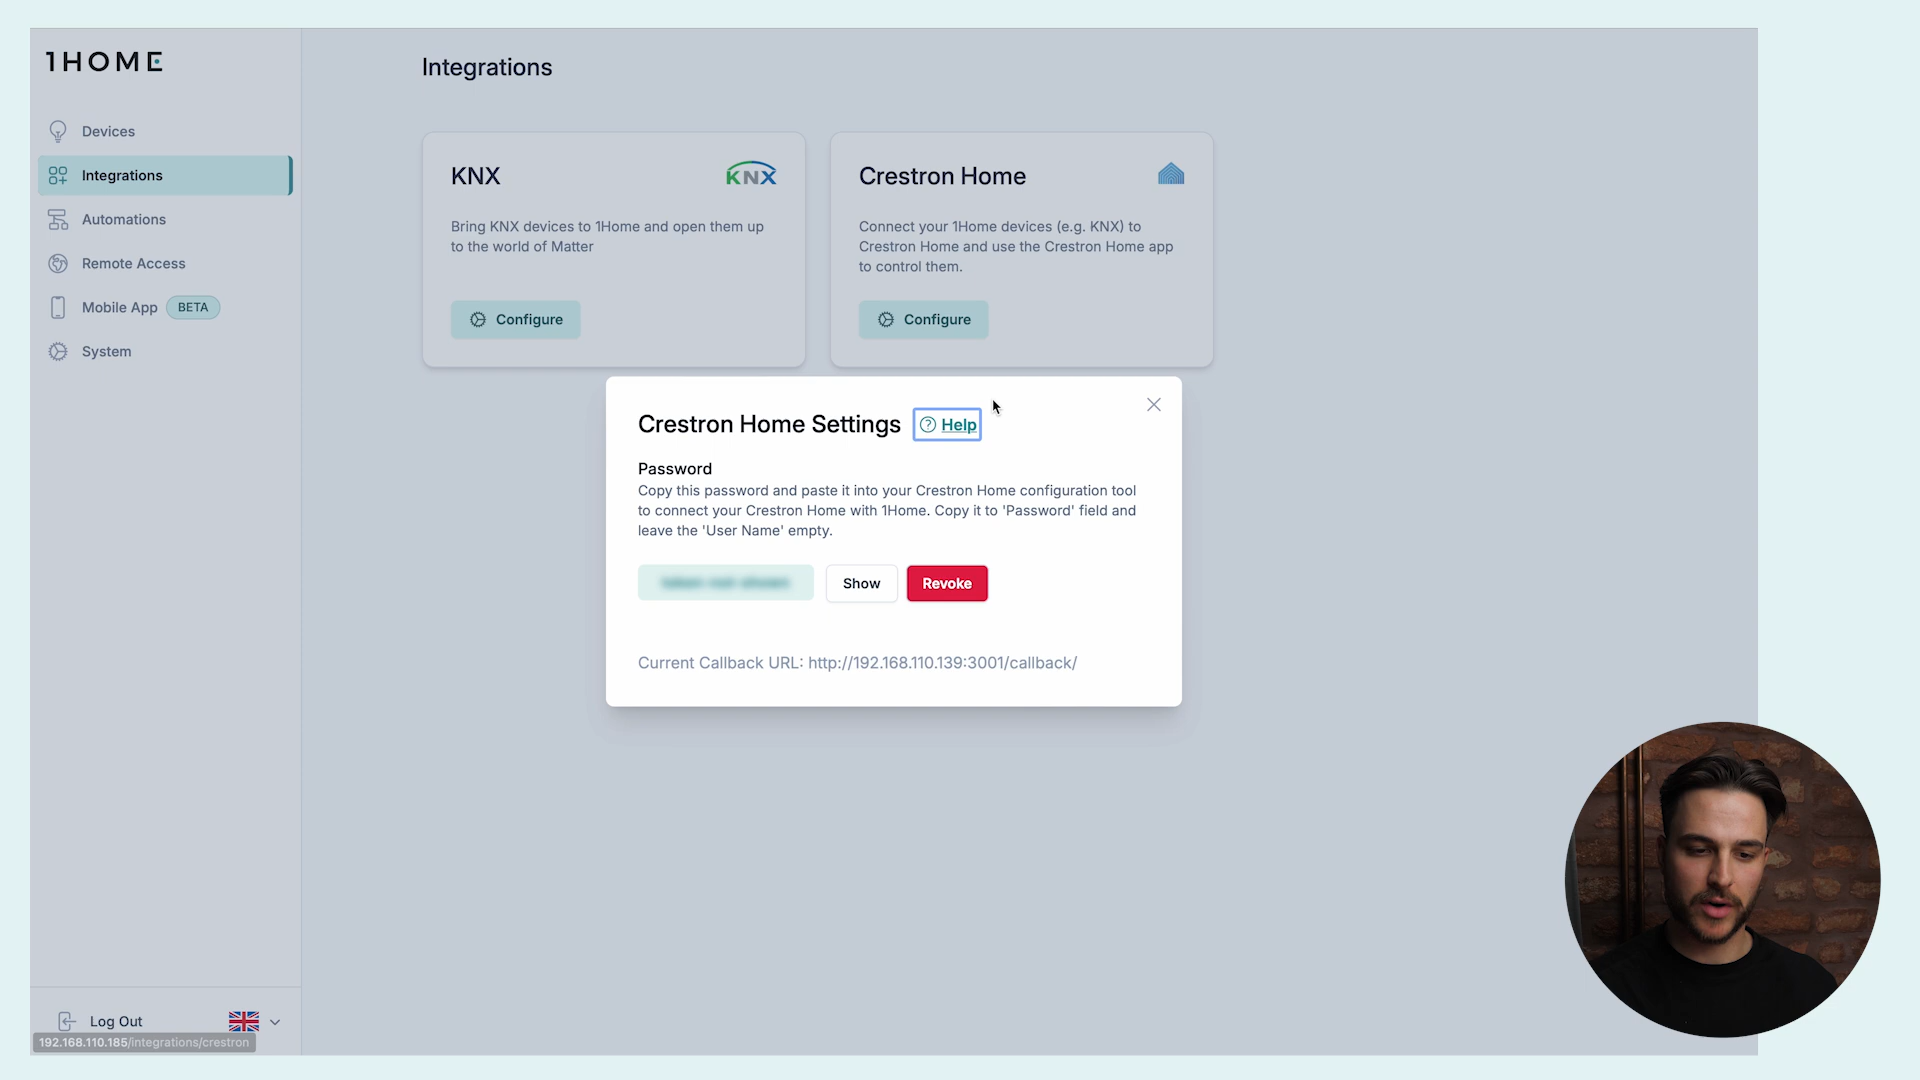 1HOME
Devices
Integrations
Automations
Remote Access
Mobile App BETA
System
Log Out
192.168.110.185/integrations/crestron
Integrations
KNX
KNX
Bring KNX devices to 1Home and open them up
to the world of Matter
Configure
Crestron Home
Connect your 1Home devices (e.g. KNX) to
Crestron Home and use the Crestron Home app
to control them.
Configure
Crestron Home Settings
Help
Password
Copy this password and paste it into your Crestron Home configuration tool
to connect your Crestron Home with 1Home. Copy it to 'Password' field and
leave the 'User Name' empty.
Show
Revoke
Current Callback URL: http://192.168.110.139:3001/callback/